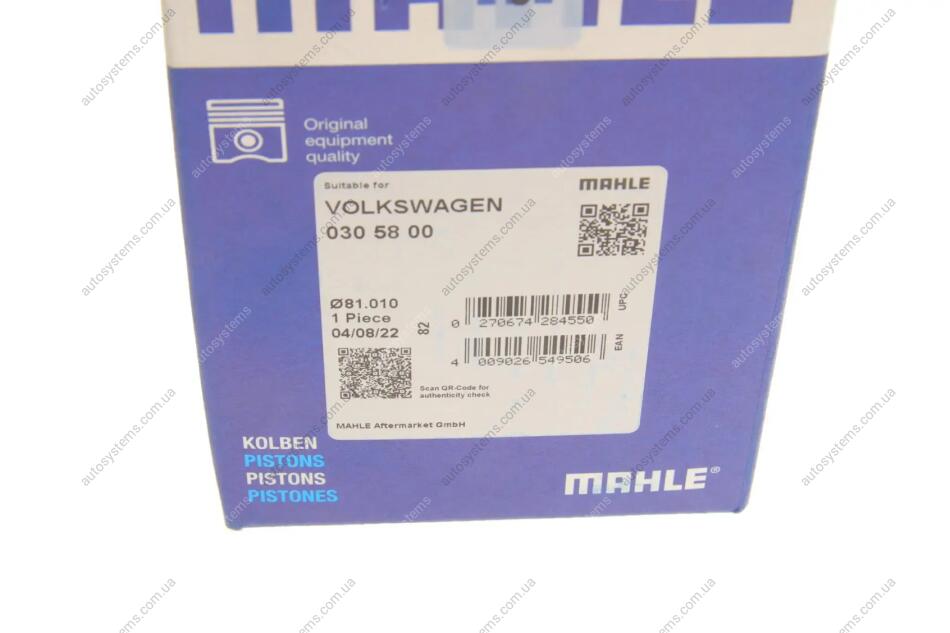 MAHLE
Original
equipment
quality
Suitable for
MAHLE
VOLKSWAGEN
030 58 00
Ø81.010
1 Piece
04/08/22
82
0 270674 284550
UPC
4 009026 549506
EAN
Scan QR-Code for
authenticity check
MAHLE Aftermarket GmbH
KOLBEN
PISTONS
PISTONS
PISTONES
MAHLE®
autosystems.com.ua